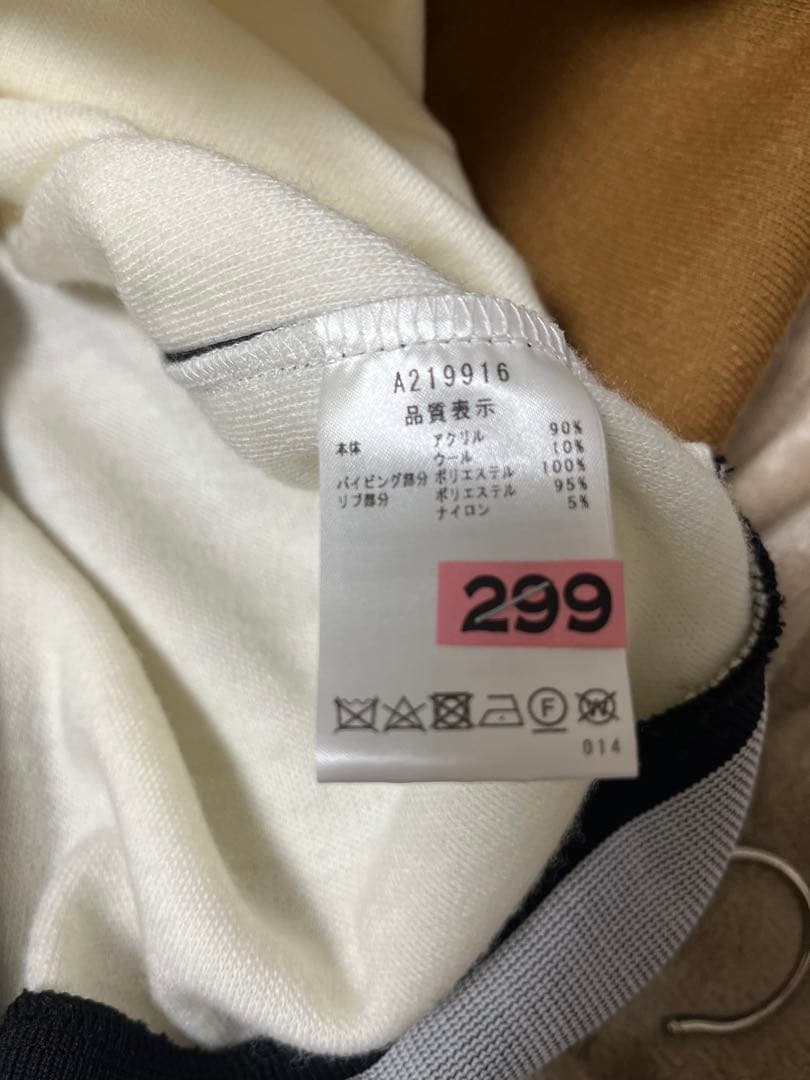 A219916
品質表示
本体 アクリル 90%
ウール 10%
パイピング部分 ポリエステル 100%
リブ部分 ポリエステル 95%
ナイロン 5%
299
F W
014